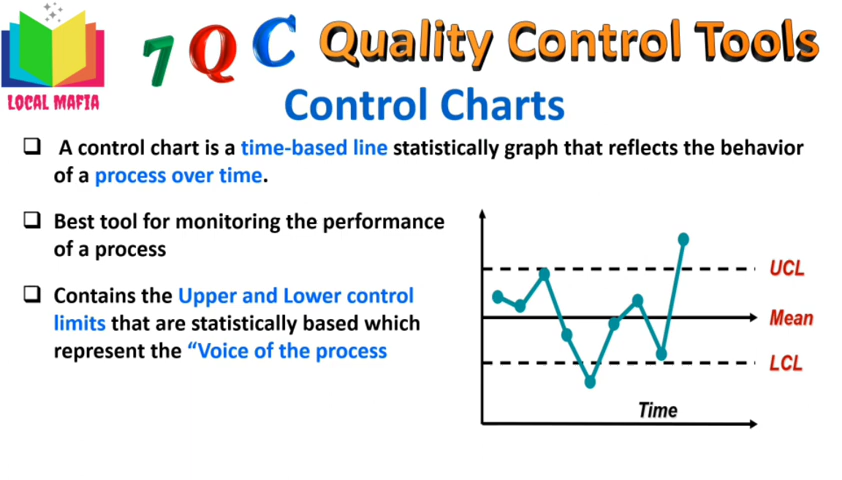 7 QC Quality Control Tools
LOCAL MAFIA
Control Charts
A control chart is a time-based line statistically graph that reflects the behavior
of a process over time.
Best tool for monitoring the performance
of a process
Contains the Upper and Lower control
limits that are statistically based which
represent the “Voice of the process
UCL
Mean
LCL
Time